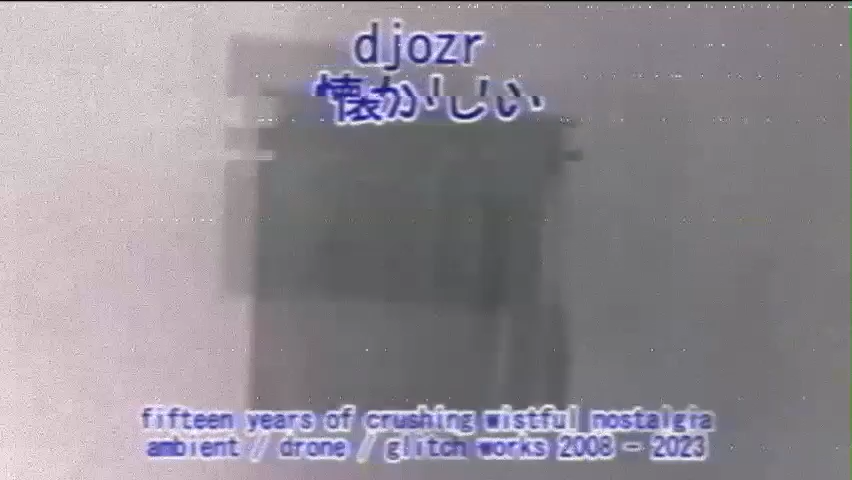 djozr
懐かしい
fifteen years of crushing wistful nostalgia
ambient // drone / glitch works 2008 - 2023